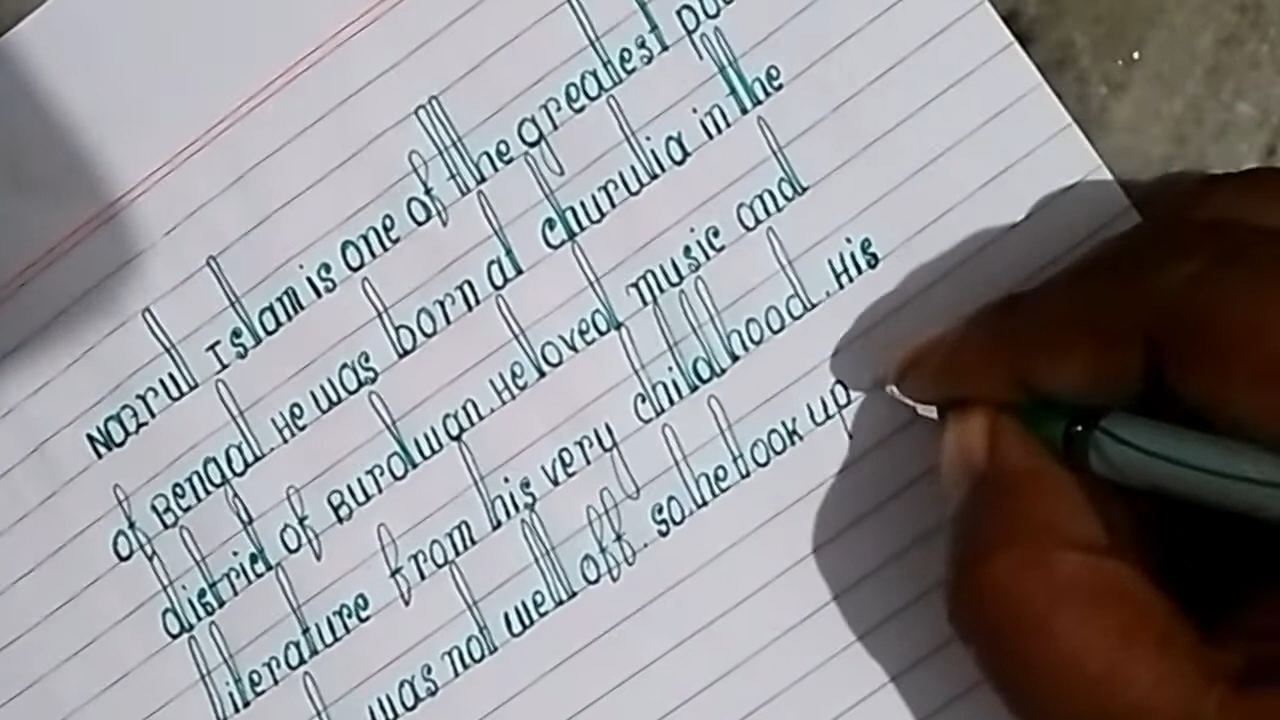 Nazrul Islam is one of the greatest
of Bengal. He was born at churulia in the
district of Burdwan. He loved music and
literature from his very childhood. His
was not well off. so he took up